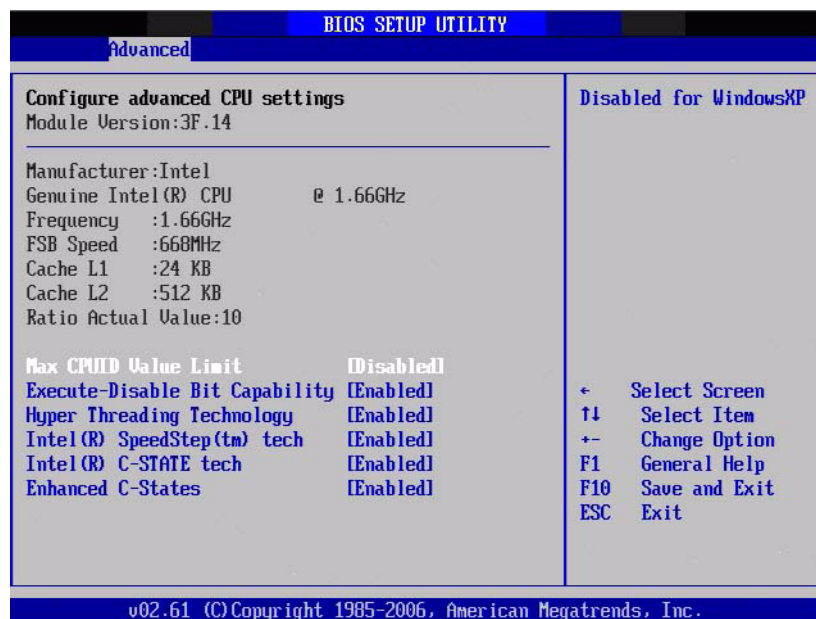 BIOS SETUP UTILITY
Advanced
Configure advanced CPU settings
Module Version:3F.14
Manufacturer:Intel
Genuine Intel(R) CPU @ 1.66GHz
Frequency :1.66GHz
FSB Speed :668MHz
Cache L1 :24 KB
Cache L2 :512 KB
Ratio Actual Value:10
Max CPUID Value Limit [Disabled]
Execute-Disable Bit Capability [Enabled]
Hyper Threading Technology [Enabled]
Intel(R) SpeedStep(tm) tech [Enabled]
Intel(R) C-STATE tech [Enabled]
Enhanced C-States [Enabled]
Disabled for WindowsXP
← Select Screen
↑↓ Select Item
+- Change Option
F1 General Help
F10 Save and Exit
ESC Exit
v02.61 (C)Copyright 1985-2006, American Megatrends, Inc.